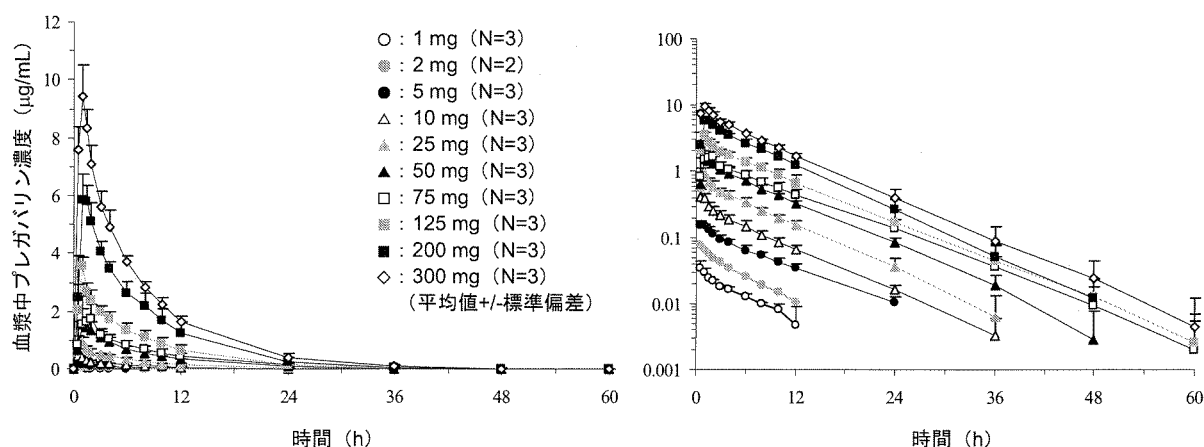 12
10
8
6
4
2
0
血漿中プレガバリン濃度 (μg/mL)
0 12 24 36 48 60
時間 (h)
○ : 1 mg (N=3)
● : 2 mg (N=2)
● : 5 mg (N=3)
△ : 10 mg (N=3)
▲ : 25 mg (N=3)
▲ : 50 mg (N=3)
□ : 75 mg (N=3)
■ : 125 mg (N=3)
■ : 200 mg (N=3)
◇ : 300 mg (N=3)
(平均値+/-標準偏差)
100
10
1
0.1
0.01
0.001
0 12 24 36 48 60
時間 (h)